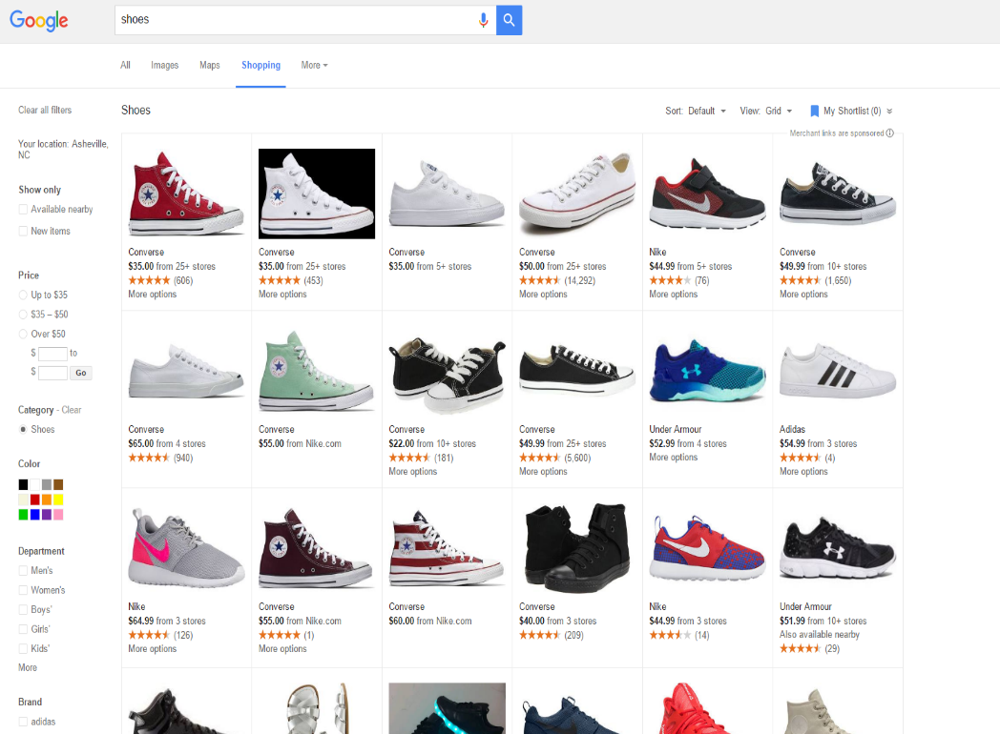 Google
shoes
All Images Maps Shopping More
Clear all filters
Shoes
Sort: Default View: Grid My Shortlist (0)
Merchant links are sponsored
Your location: Asheville,
NC
Show only
Available nearby
New items
Price
Up to $35
$35 – $50
Over $50
$ to
$ Go
Category - Clear
Shoes
Color
Department
Men's
Women's
Boys'
Girls'
Kids'
More
Brand
adidas
Converse
$35.00 from 25+ stores
(606)
More options
Converse
$35.00 from 25+ stores
(453)
More options
Converse
$35.00 from 5+ stores
Converse
$50.00 from 25+ stores
(14,292)
More options
Nike
$44.99 from 5+ stores
(76)
More options
Converse
$49.99 from 10+ stores
(1,650)
More options
Converse
$65.00 from 4 stores
(940)
Converse
$55.00 from Nike.com
Converse
$22.00 from 10+ stores
(181)
More options
Converse
$49.99 from 25+ stores
(5,600)
More options
Under Armour
$52.99 from 4 stores
More options
Adidas
$54.99 from 3 stores
(4)
More options
Nike
$64.99 from 3 stores
(126)
More options
Converse
$55.00 from Nike.com
(1)
More options
Converse
$60.00 from Nike.com
Converse
$40.00 from 3 stores
(209)
Nike
$44.99 from 3 stores
(14)
More options
Under Armour
$51.99 from 10+ stores
Also available nearby
(29)